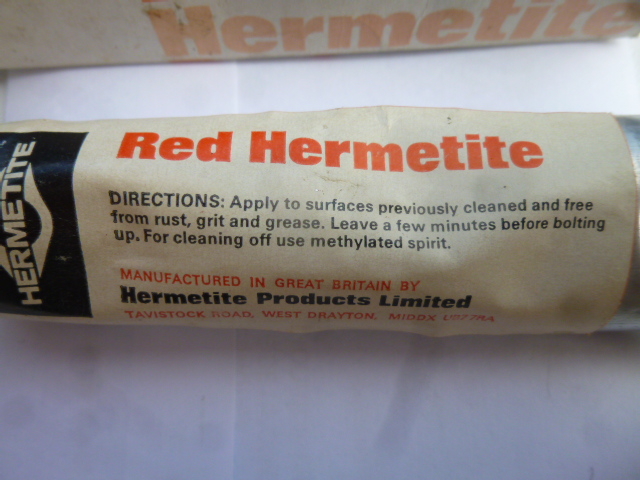 Hermetite
Red Hermetite
HERMETITE
DIRECTIONS: Apply to surfaces previously cleaned and free
from rust, grit and grease. Leave a few minutes before bolting
up. For cleaning off use methylated spirit.
MANUFACTURED IN GREAT BRITAIN BY
Hermetite Products Limited
TAVISTOCK ROAD, WEST DRAYTON, MIDDX UB7 7RA